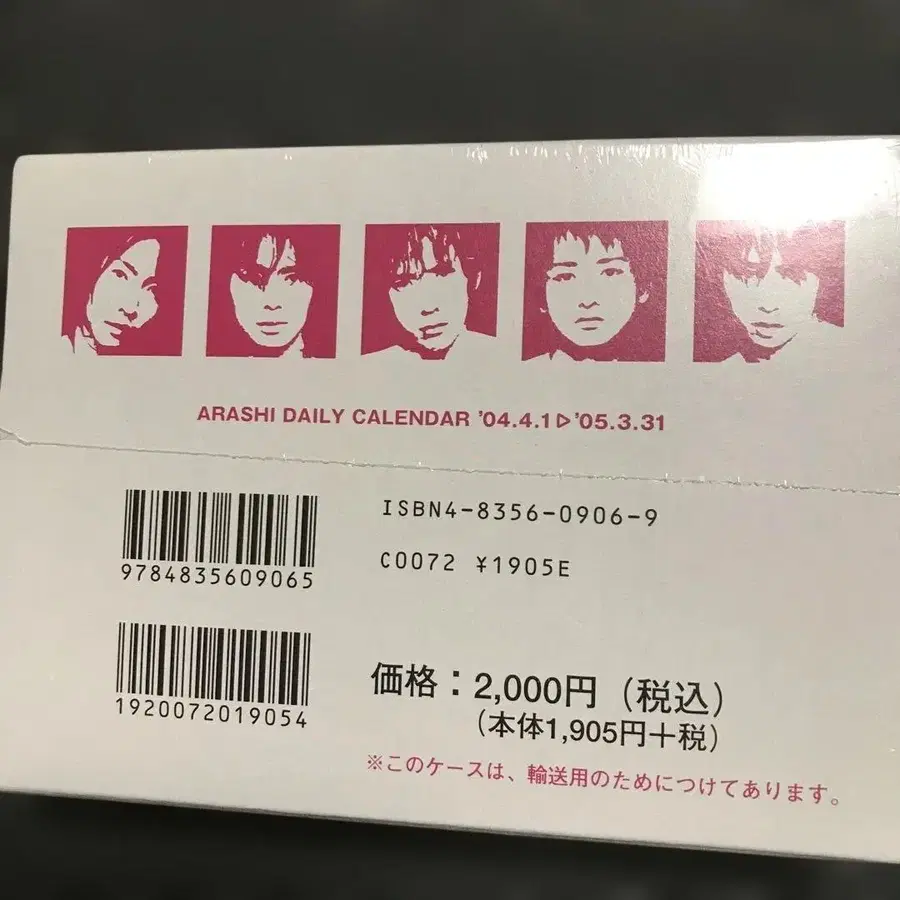 ARASHI DAILY CALENDAR '04.4.1▷'05.3.31
ISBN4-8356-0906-9
9784835609065
C0072 ¥1905E
1920072019054
価格：2,000円（税込）
（本体1,905円＋税）
※このケースは、輸送用のためにつけてあります。